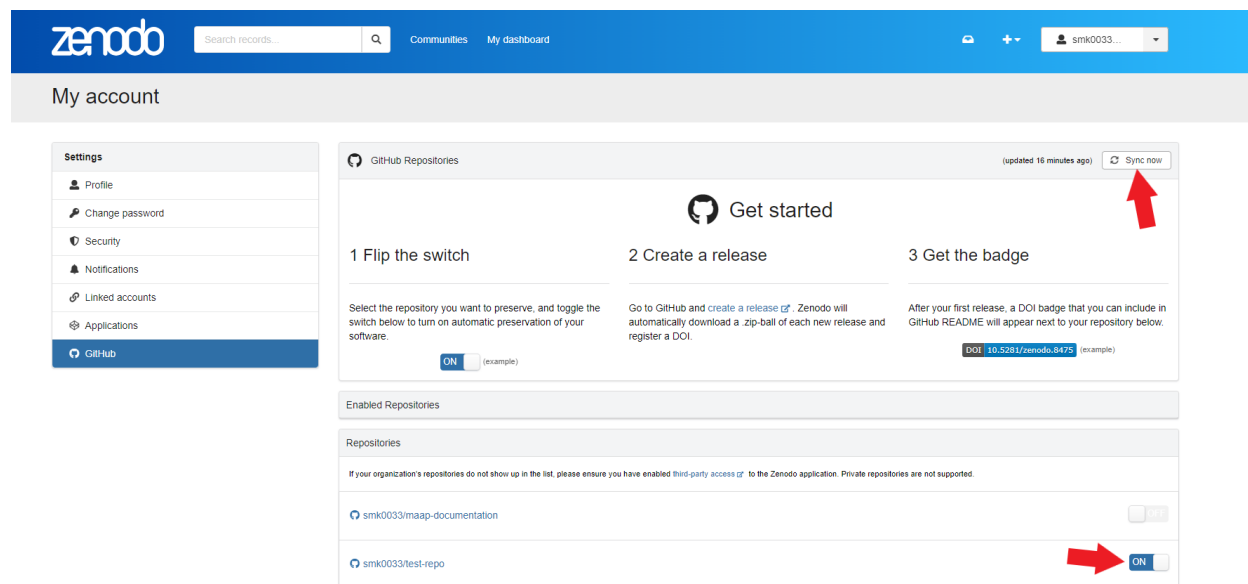 zenodo
Search records...
Communities
My dashboard
smk0033...
My account
Settings
Profile
Change password
Security
Notifications
Linked accounts
Applications
GitHub
GitHub Repositories
(updated 16 minutes ago)
Sync now
Get started
1 Flip the switch
Select the repository you want to preserve, and toggle the
switch below to turn on automatic preservation of your
software.
ON
(example)
2 Create a release
Go to GitHub and create a release . Zenodo will
automatically download a .zip-ball of each new release and
register a DOI.
3 Get the badge
After your first release, a DOI badge that you can include in
GitHub README will appear next to your repository below.
DOI 10.5281/zenodo.8475 (example)
Enabled Repositories
Repositories
If your organization's repositories do not show up in the list, please ensure you have enabled third-party access to the Zenodo application. Private repositories are not supported.
smk0033/maap-documentation
OFF
smk0033/test-repo
ON